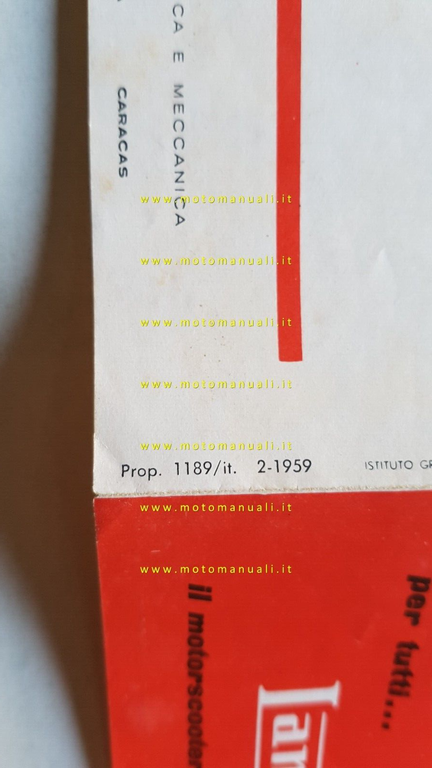 CA E MECCANICA
CARACAS
www.motomanuali.it
www.motomanuali.it
www.motomanuali.it
www.motomanuali.it
www.motomanuali.it
Prop. 1189/it. 2-1959
ISTITUTO GR
www.motomanuali.it
www.motomanuali.it
per tutti...
il motorscooter
Lam